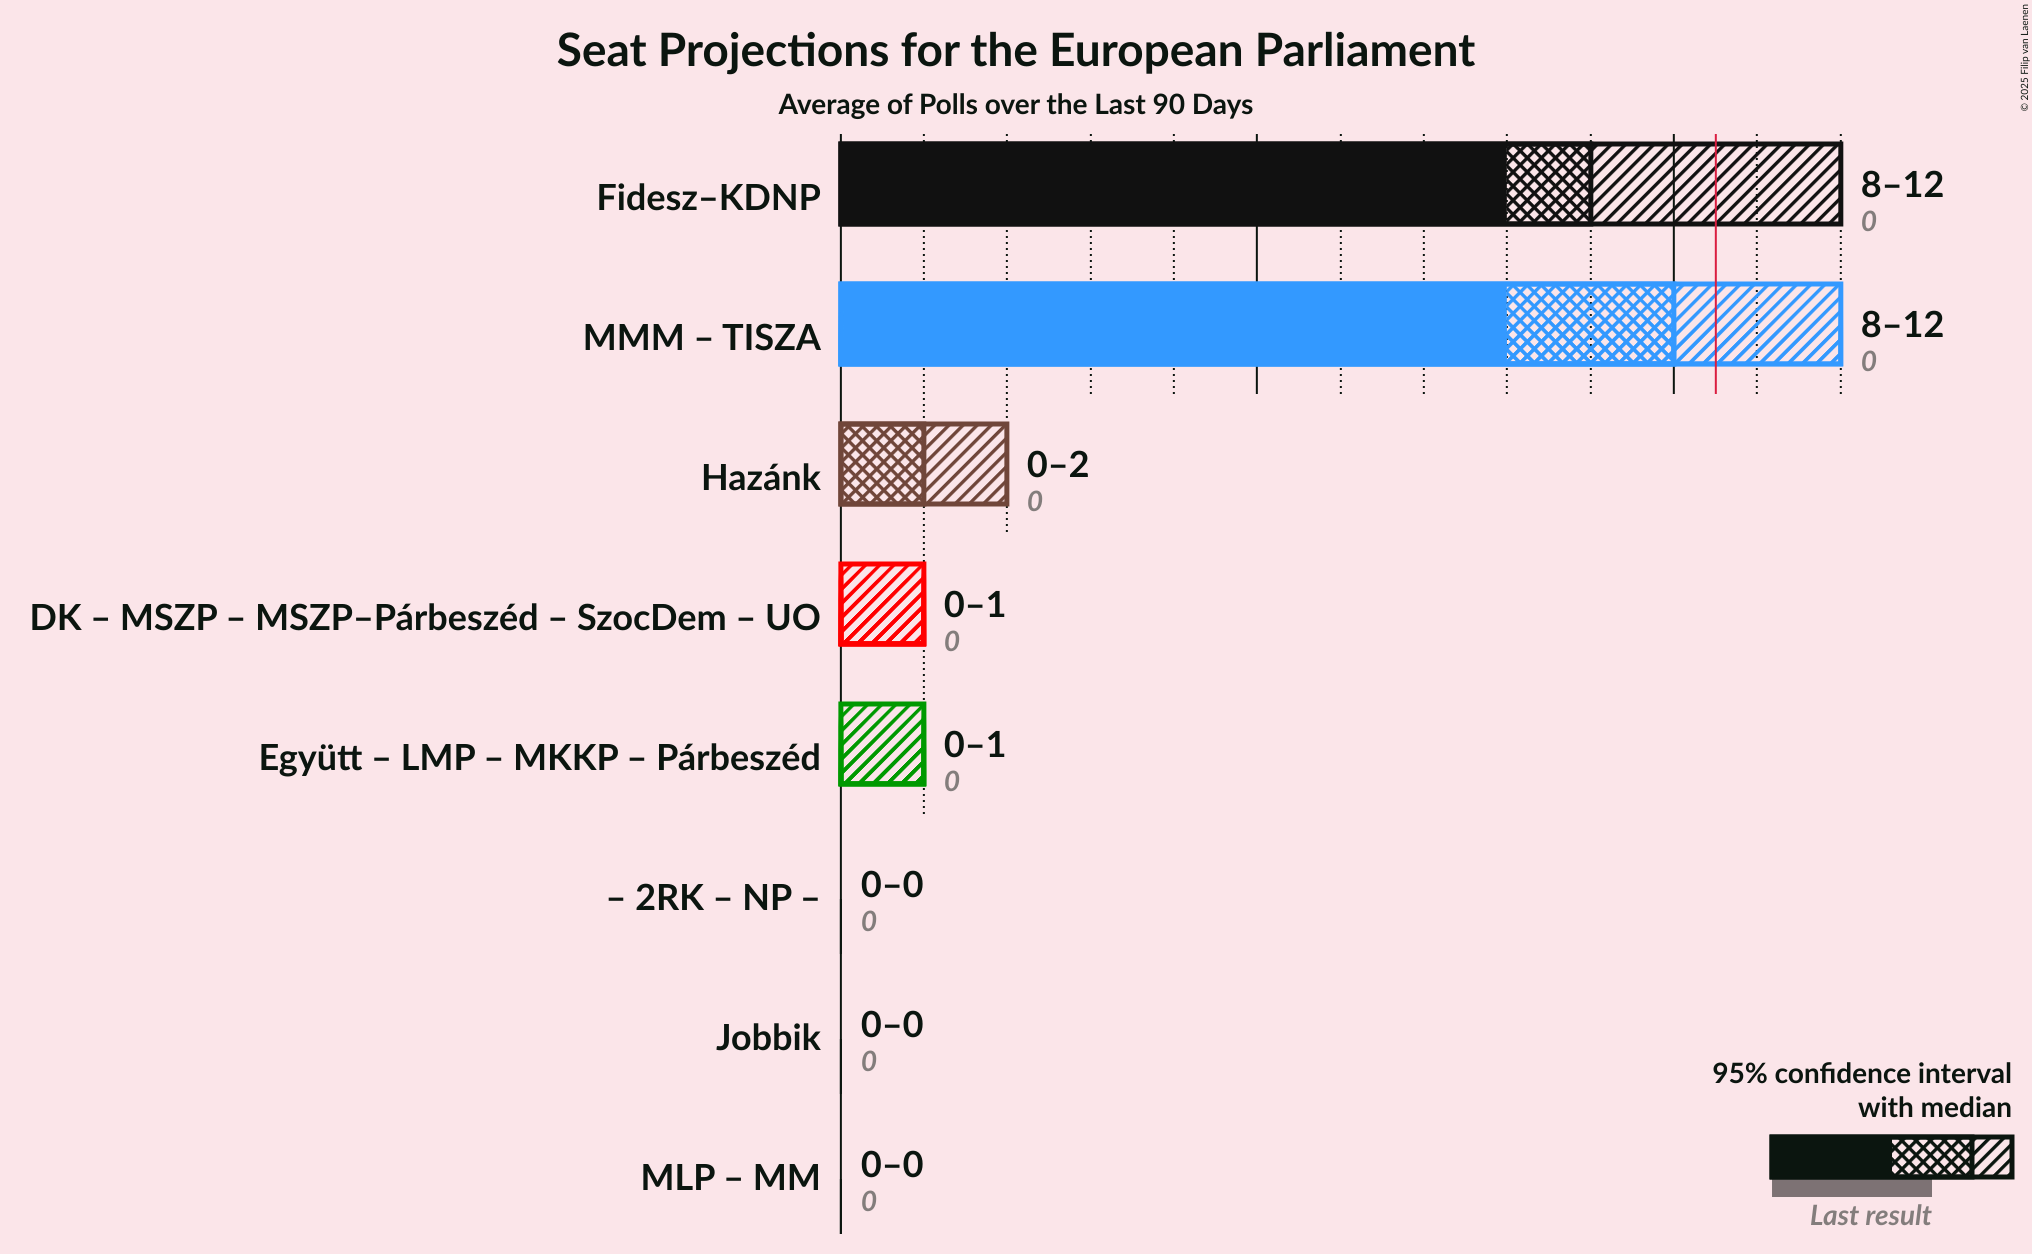 Seat Projections for the European Parliament
Average of Polls over the Last 90 Days
© 2025 Filip van Laenen
Fidesz–KDNP
8–12
0
MMM – TISZA
8–12
0
Hazánk
0–2
0
DK – MSZP – MSZP–Párbeszéd – SzocDem – UO
0–1
0
Együtt – LMP – MKKP – Párbeszéd
0–1
0
– 2RK – NP –
0–0
0
Jobbik
0–0
0
MLP – MM
0–0
0
95% confidence interval
with median
Last result